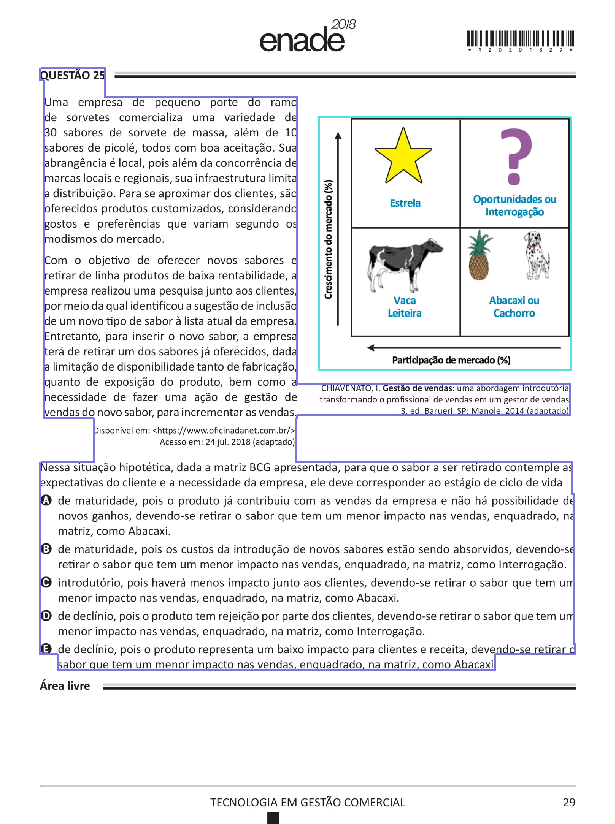 enade2018
*R20201825*
QUESTÃO 25
Uma empresa de pequeno porte do ramo
de sorvetes comercializa uma variedade de
30 sabores de sorvete de massa, além de 10
sabores de picolé, todos com boa aceitação. Sua
abrangência é local, pois além da concorrência de
marcas locais e regionais, sua infraestrutura limita
a distribuição. Para se aproximar dos clientes, são
oferecidos produtos customizados, considerando
gostos e preferências que variam segundo os
modismos do mercado.
Com o objetivo de oferecer novos sabores e
retirar de linha produtos de baixa rentabilidade, a
empresa realizou uma pesquisa junto aos clientes,
por meio da qual identificou a sugestão de inclusão
de um novo tipo de sabor à lista atual da empresa.
Entretanto, para inserir o novo sabor, a empresa
terá de retirar um dos sabores já oferecidos, dada
a limitação de disponibilidade tanto de fabricação,
quanto de exposição do produto, bem como a
necessidade de fazer uma ação de gestão de
vendas do novo sabor, para incrementar as vendas.
Disponível em: <https://www.oficinadanet.com.br/>
Acesso em: 24 jul. 2018 (adaptado)
Crescimento do mercado (%)
?
Estrela
Oportunidades ou
Interrogação
Vaca
Leiteira
Abacaxi ou
Cachorro
Participação de mercado (%)
CHIAVENATO, I. Gestão de vendas: uma abordagem introdutória
transformando o profissional de vendas em um gestor de vendas
3. ed. Barueri, SP: Manole, 2014 (adaptado)
Nessa situação hipotética, dada a matriz BCG apresentada, para que o sabor a ser retirado contemple as
expectativas do cliente e a necessidade da empresa, ele deve corresponder ao estágio de ciclo de vida
A de maturidade, pois o produto já contribuiu com as vendas da empresa e não há possibilidade de
novos ganhos, devendo-se retirar o sabor que tem um menor impacto nas vendas, enquadrado, na
matriz, como Abacaxi.
B de maturidade, pois os custos da introdução de novos sabores estão sendo absorvidos, devendo-se
retirar o sabor que tem um menor impacto nas vendas, enquadrado, na matriz, como Interrogação.
C introdutório, pois haverá menos impacto junto aos clientes, devendo-se retirar o sabor que tem um
menor impacto nas vendas, enquadrado, na matriz, como Abacaxi.
D de declínio, pois o produto tem rejeição por parte dos clientes, devendo-se retirar o sabor que tem um
menor impacto nas vendas, enquadrado, na matriz, como Interrogação.
E de declínio, pois o produto representa um baixo impacto para clientes e receita, devendo-se retirar o
sabor que tem um menor impacto nas vendas, enquadrado, na matriz, como Abacaxi
Área livre
TECNOLOGIA EM GESTÃO COMERCIAL
29